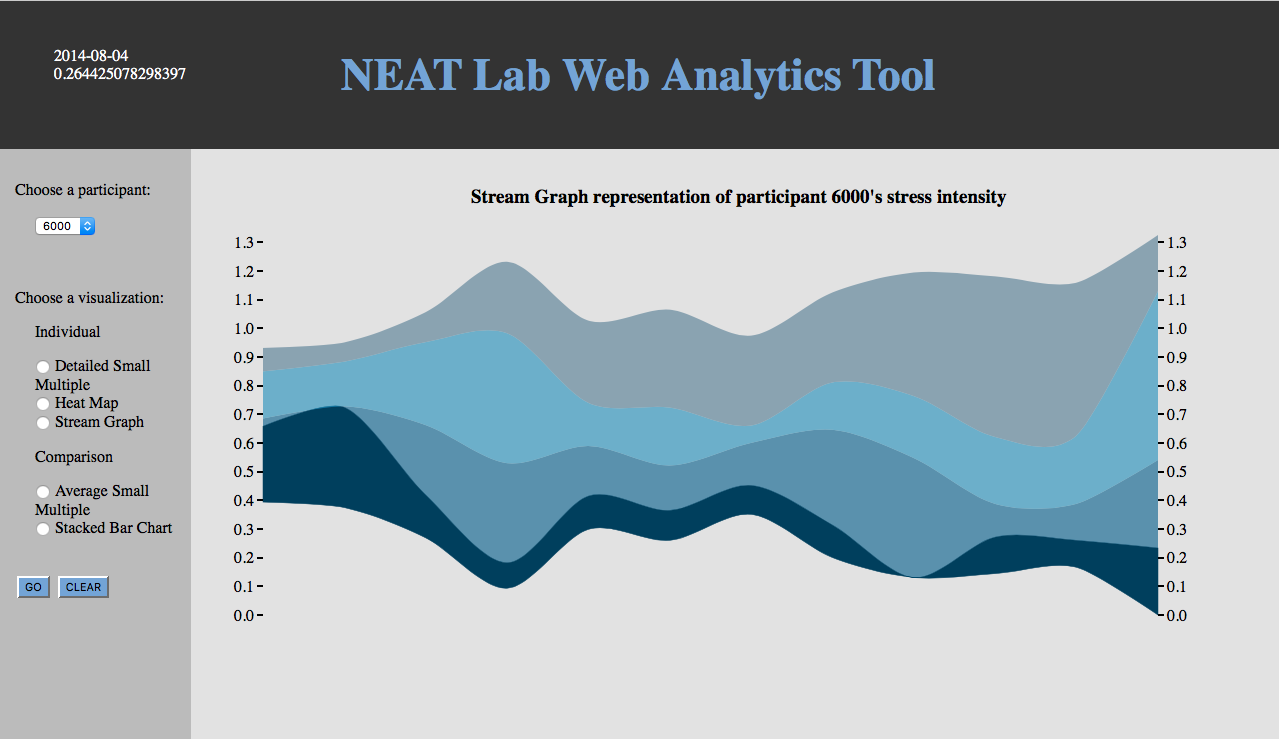 2014-08-04
0.264425078298397
NEAT Lab Web Analytics Tool
Choose a participant:
6000
Choose a visualization:
Individual
Detailed Small
Multiple
Heat Map
Stream Graph
Comparison
Average Small
Multiple
Stacked Bar Chart
GO CLEAR
Stream Graph representation of participant 6000's stress intensity
1.3
1.2
1.1
1.0
0.9
0.8
0.7
0.6
0.5
0.4
0.3
0.2
0.1
0.0
1.3
1.2
1.1
1.0
0.9
0.8
0.7
0.6
0.5
0.4
0.3
0.2
0.1
0.0